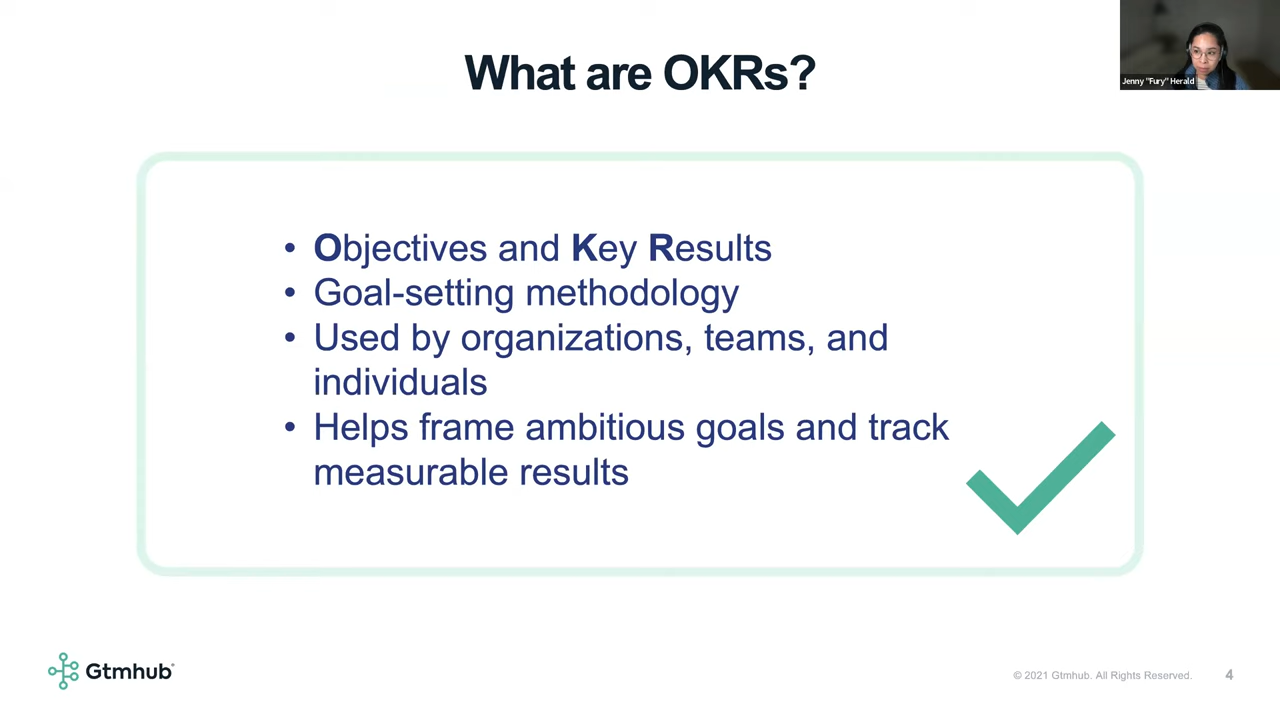 What are OKRs?
Jenny "Fury" Herald
• Objectives and Key Results
• Goal-setting methodology
• Used by organizations, teams, and
individuals
• Helps frame ambitious goals and track
measurable results
Gtmhub
© 2021 Gtmhub. All Rights Reserved.
4